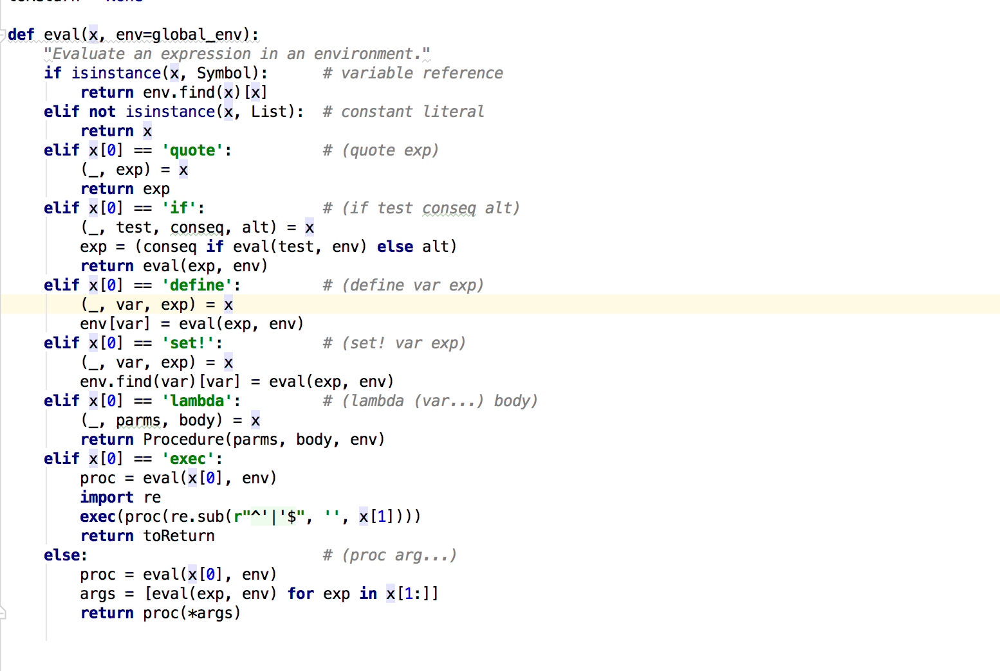 toReturn = None
def eval(x, env=global_env):
    "Evaluate an expression in an environment."
    if isinstance(x, Symbol):      # variable reference
        return env.find(x)[x]
    elif not isinstance(x, List):  # constant literal
        return x
    elif x[0] == 'quote':          # (quote exp)
        (_, exp) = x
        return exp
    elif x[0] == 'if':             # (if test conseq alt)
        (_, test, conseq, alt) = x
        exp = (conseq if eval(test, env) else alt)
        return eval(exp, env)
    elif x[0] == 'define':         # (define var exp)
        (_, var, exp) = x
        env[var] = eval(exp, env)
    elif x[0] == 'set!':           # (set! var exp)
        (_, var, exp) = x
        env.find(var)[var] = eval(exp, env)
    elif x[0] == 'lambda':         # (lambda (var...) body)
        (_, parms, body) = x
        return Procedure(parms, body, env)
    elif x[0] == 'exec':
        proc = eval(x[0], env)
        import re
        exec(proc(re.sub(r"^'|'$", '', x[1])))
        return toReturn
    else:                          # (proc arg...)
        proc = eval(x[0], env)
        args = [eval(exp, env) for exp in x[1:]]
        return proc(*args)